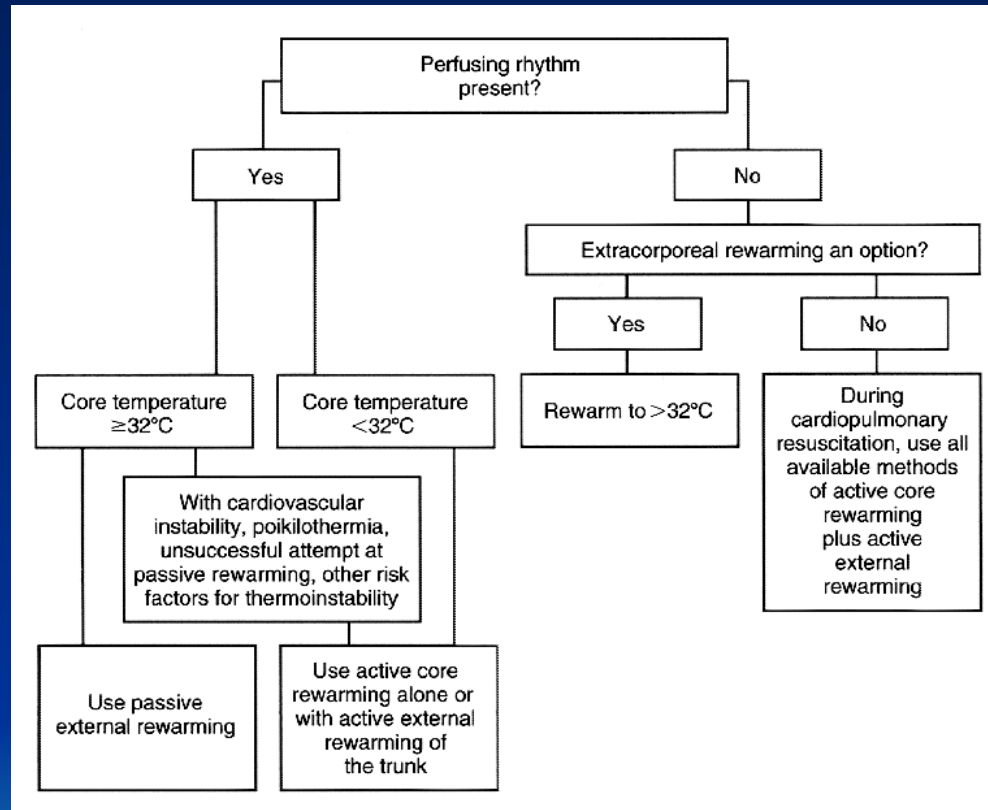 Perfusing rhythm
present?
Yes
No
Extracorporeal rewarming an option?
Yes
No
Core temperature
≥32°C
Core temperature
<32°C
Rewarm to >32°C
During
cardiopulmonary
resuscitation, use all
available methods
of active core
rewarming
plus active
external
rewarming
With cardiovascular
instability, poikilothermia,
unsuccessful attempt at
passive rewarming, other risk
factors for thermoinstability
Use passive
external rewarming
Use active core
rewarming alone or
with active external
rewarming of
the trunk